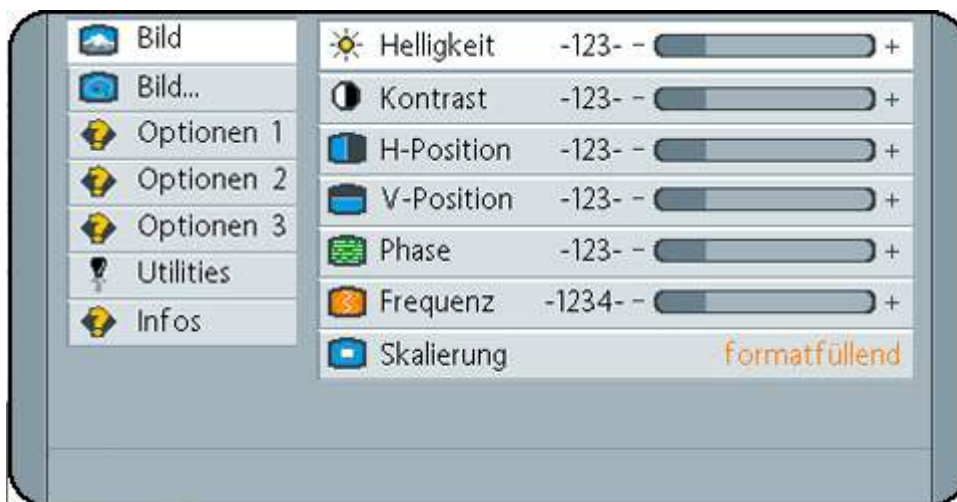 Bild
Bild...
Optionen 1
Optionen 2
Optionen 3
Utilities
Infos
Helligkeit -123- - +
Kontrast -123- - +
H-Position -123- - +
V-Position -123- - +
Phase -123- - +
Frequenz -1234- - +
Skalierung formatfüllend